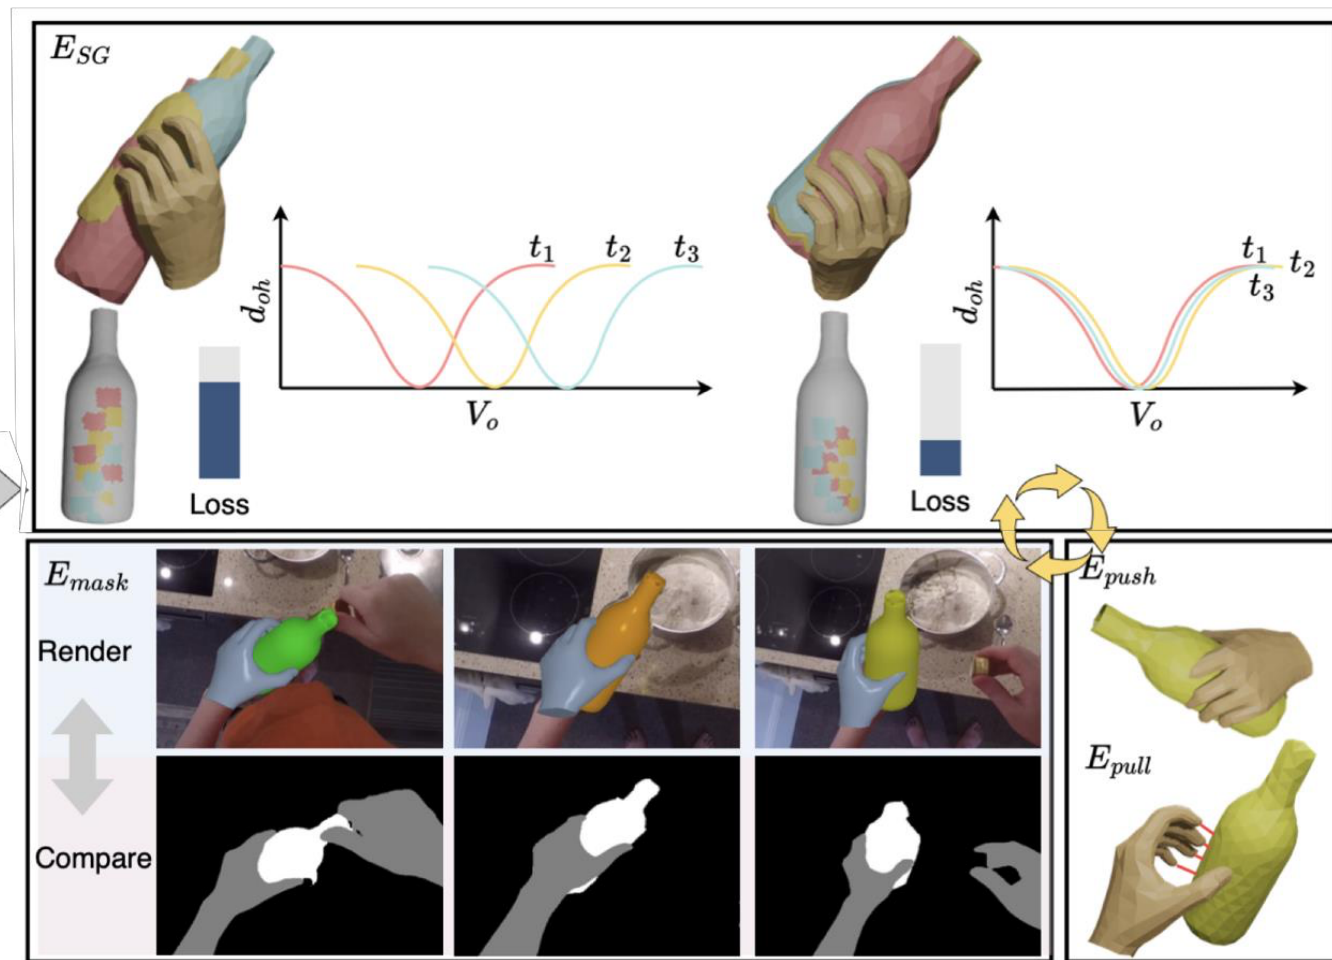 E_SG
t_1
t_2
t_3
d_oh
V_o
Loss
t_1
t_2
t_3
d_oh
V_o
Loss
E_mask
Render
Compare
E_push
E_pull